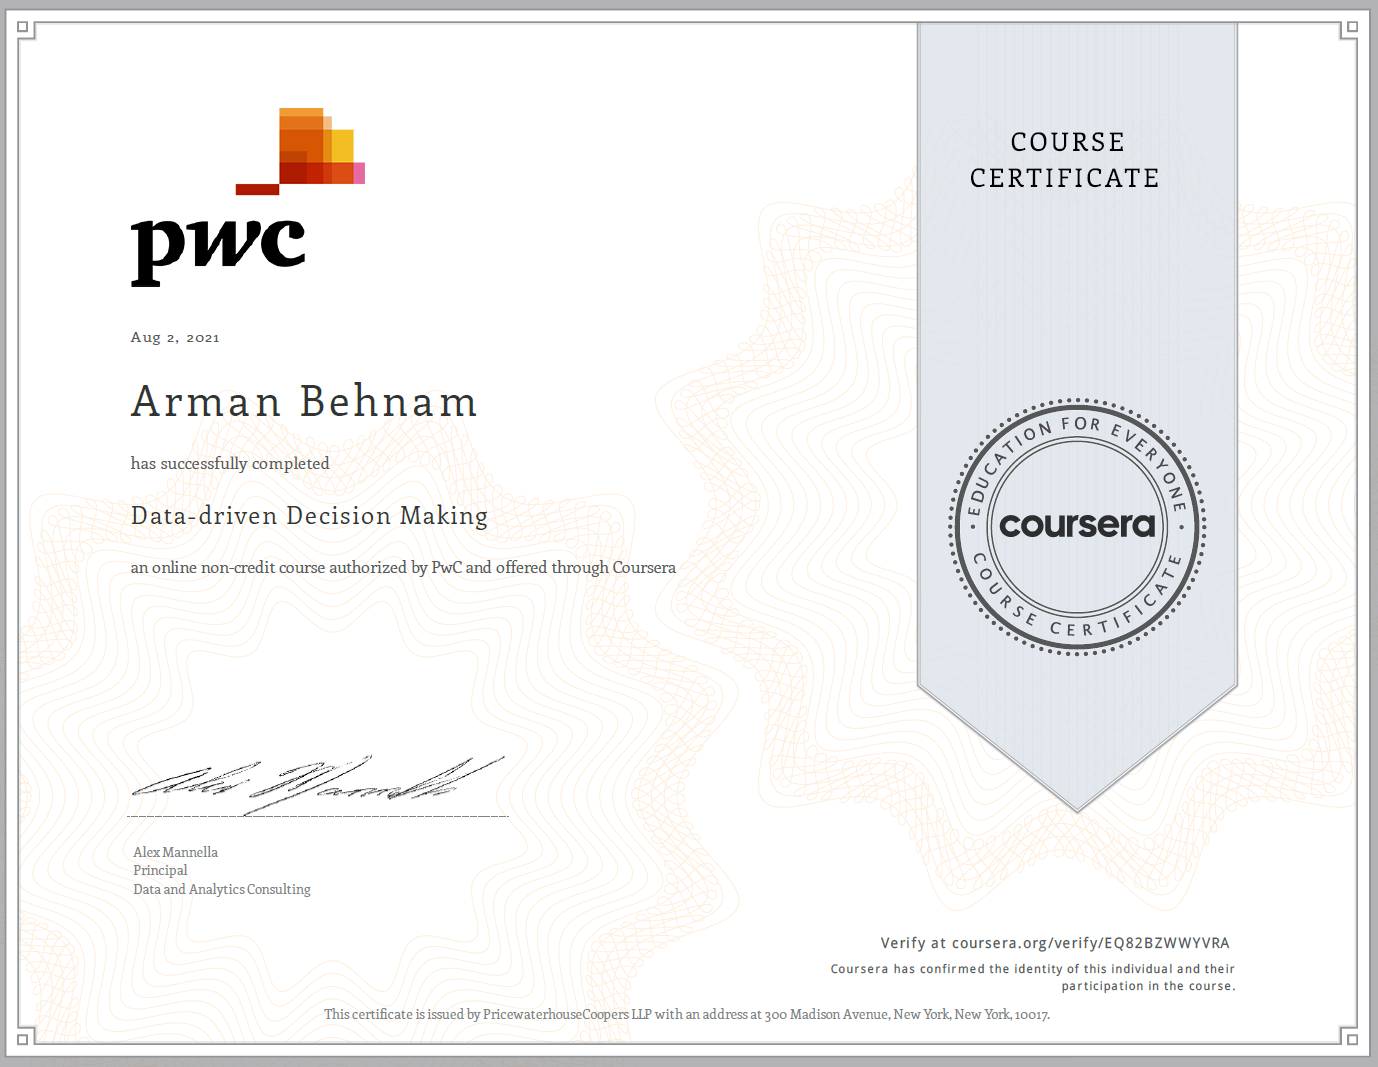 pwc
Aug 2, 2021
Arman Behnam
has successfully completed
Data-driven Decision Making
an online non-credit course authorized by PwC and offered through Coursera
Alex Mannella
Principal
Data and Analytics Consulting
COURSE
CERTIFICATE
EDUCATION FOR EVERYONE
coursera
COURSE CERTIFICATE
Verify at coursera.org/verify/EQ82BZWWYVRA
Coursera has confirmed the identity of this individual and their
participation in the course.
This certificate is issued by PricewaterhouseCoopers LLP with an address at 300 Madison Avenue, New York, New York, 10017.